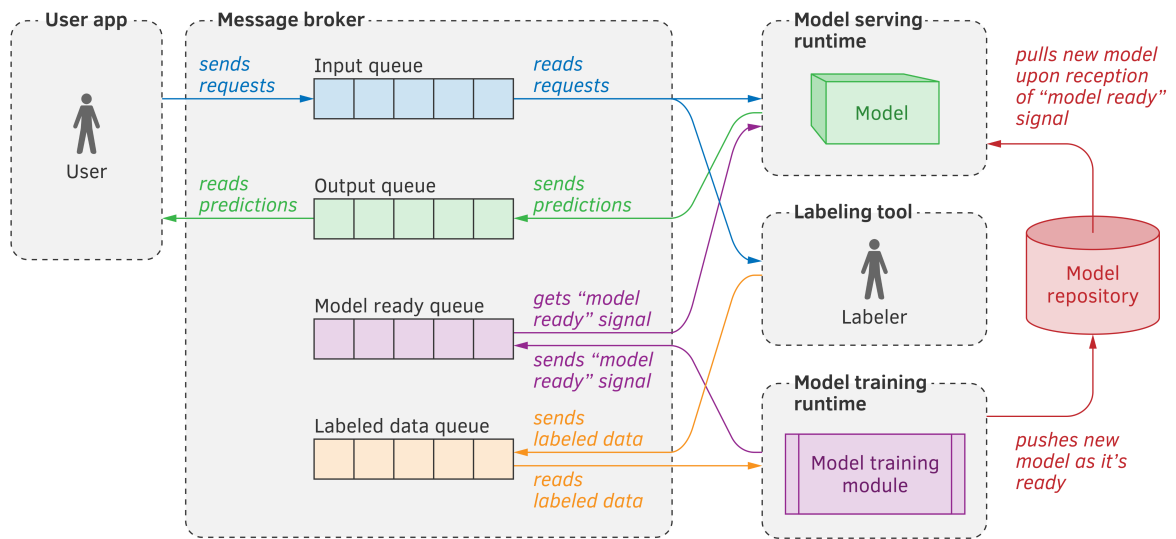 User app
User
Message broker
sends
requests
Input queue
reads
requests
reads
predictions
Output queue
sends
predictions
Model ready queue
gets “model
ready” signal
sends “model
ready” signal
Labeled data queue
sends
labeled data
reads
labeled data
Model serving
runtime
Model
Labeling tool
Labeler
Model training
runtime
Model training
module
pulls new model
upon reception
of “model ready”
signal
Model
repository
pushes new
model as it’s
ready